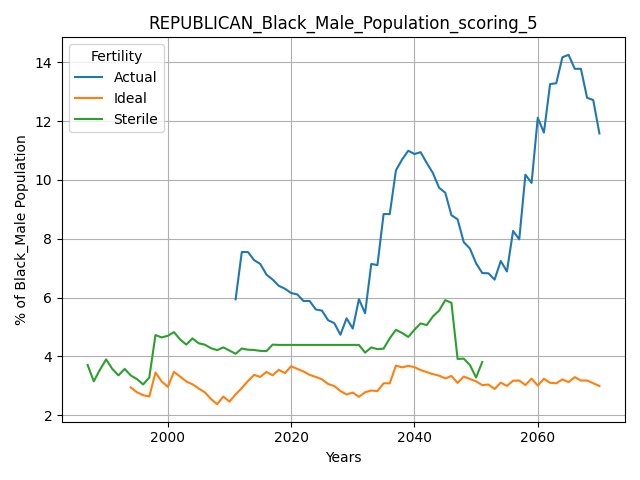 REPUBLICAN_Black_Male_Population_scoring_5
Fertility
Actual
Ideal
Sterile
% of Black_Male Population
14
12
10
8
6
4
2
2000
2020
2040
2060
Years